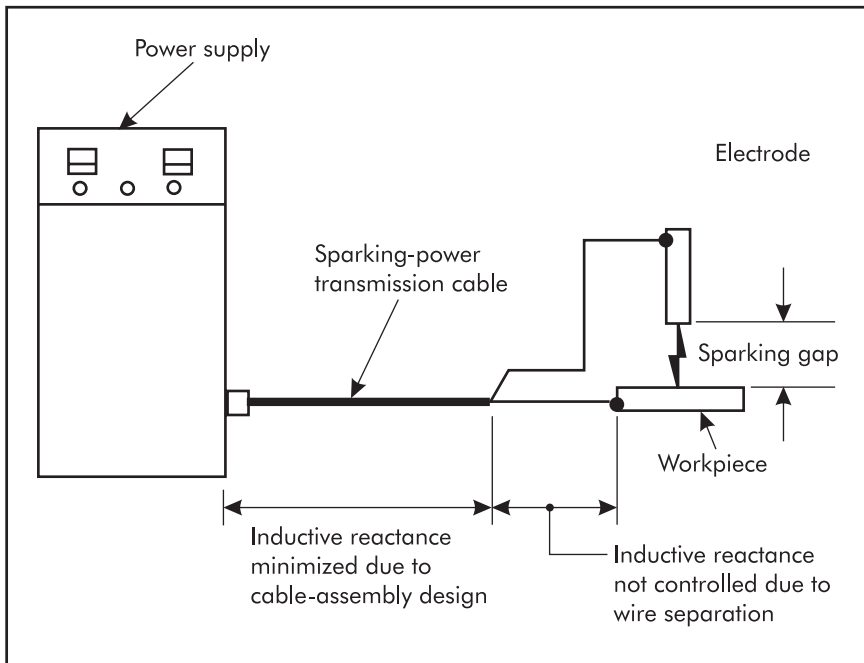 Power supply
Electrode
Sparking-power
transmission cable
Sparking gap
Workpiece
Inductive reactance
minimized due to
cable-assembly design
Inductive reactance
not controlled due to
wire separation